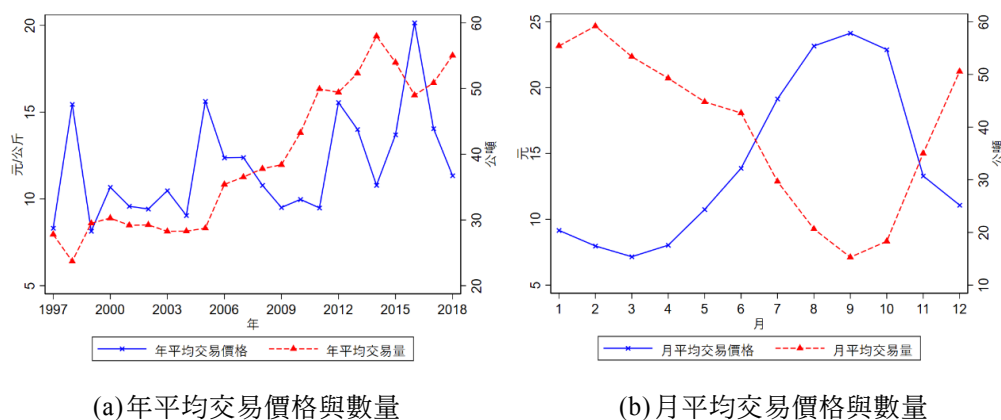 20
15
10
5
元/公斤
60
50
40
30
20
公噸
1997 2000 2003 2006 2009 2012 2015 2018
年
年平均交易價格 年平均交易量
(a)年平均交易價格與數量
25
20
15
10
5
元
60
50
40
30
20
10
公噸
1 2 3 4 5 6 7 8 9 10 11 12
月
月平均交易價格 月平均交易量
(b)月平均交易價格與數量